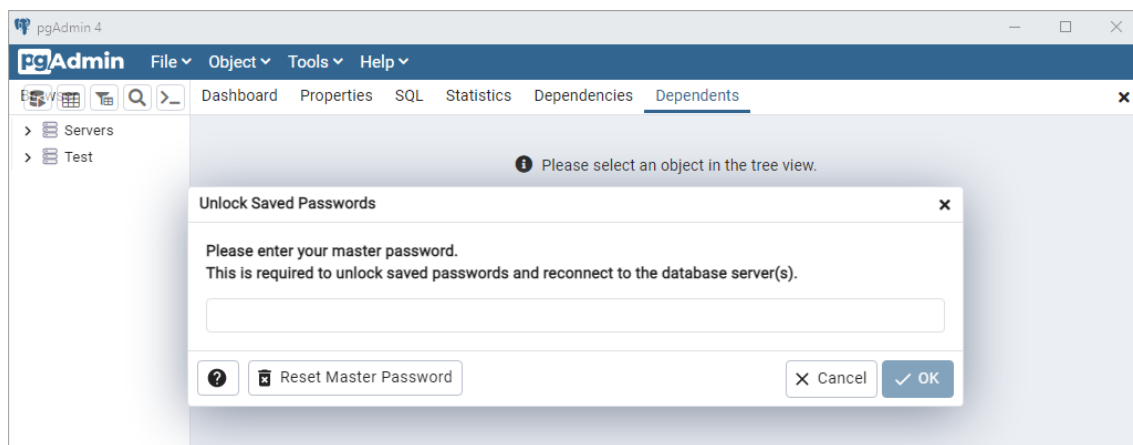 pgAdmin 4
pgAdmin File Object Tools Help
Browser Dashboard Properties SQL Statistics Dependencies Dependents
Servers
Test
Please select an object in the tree view.
Unlock Saved Passwords
Please enter your master password.
This is required to unlock saved passwords and reconnect to the database server(s).
Reset Master Password Cancel OK